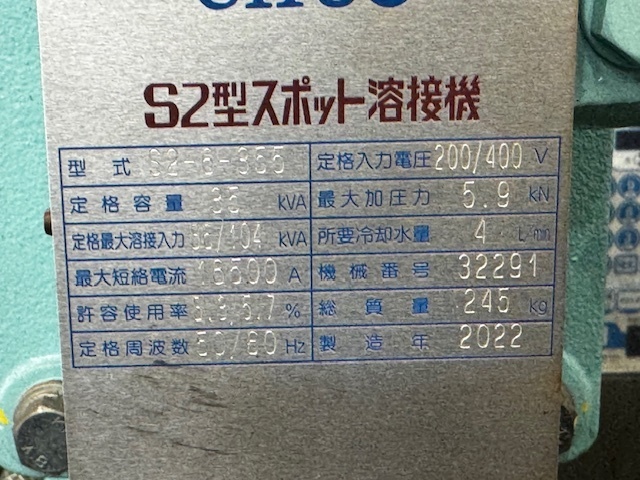 S2型スポット溶接機
型式 S2-6-355 定格入力電圧 200/400 V
定格容量 35 KVA 最大加圧力 5.9 KN
定格最大溶接入力 KVA 所要冷却水量 4 L/min
最大短絡電流 A 機械番号 32291
許容使用率 % 総質量 245 Kg
定格周波数 50/60 Hz 製造年 2022